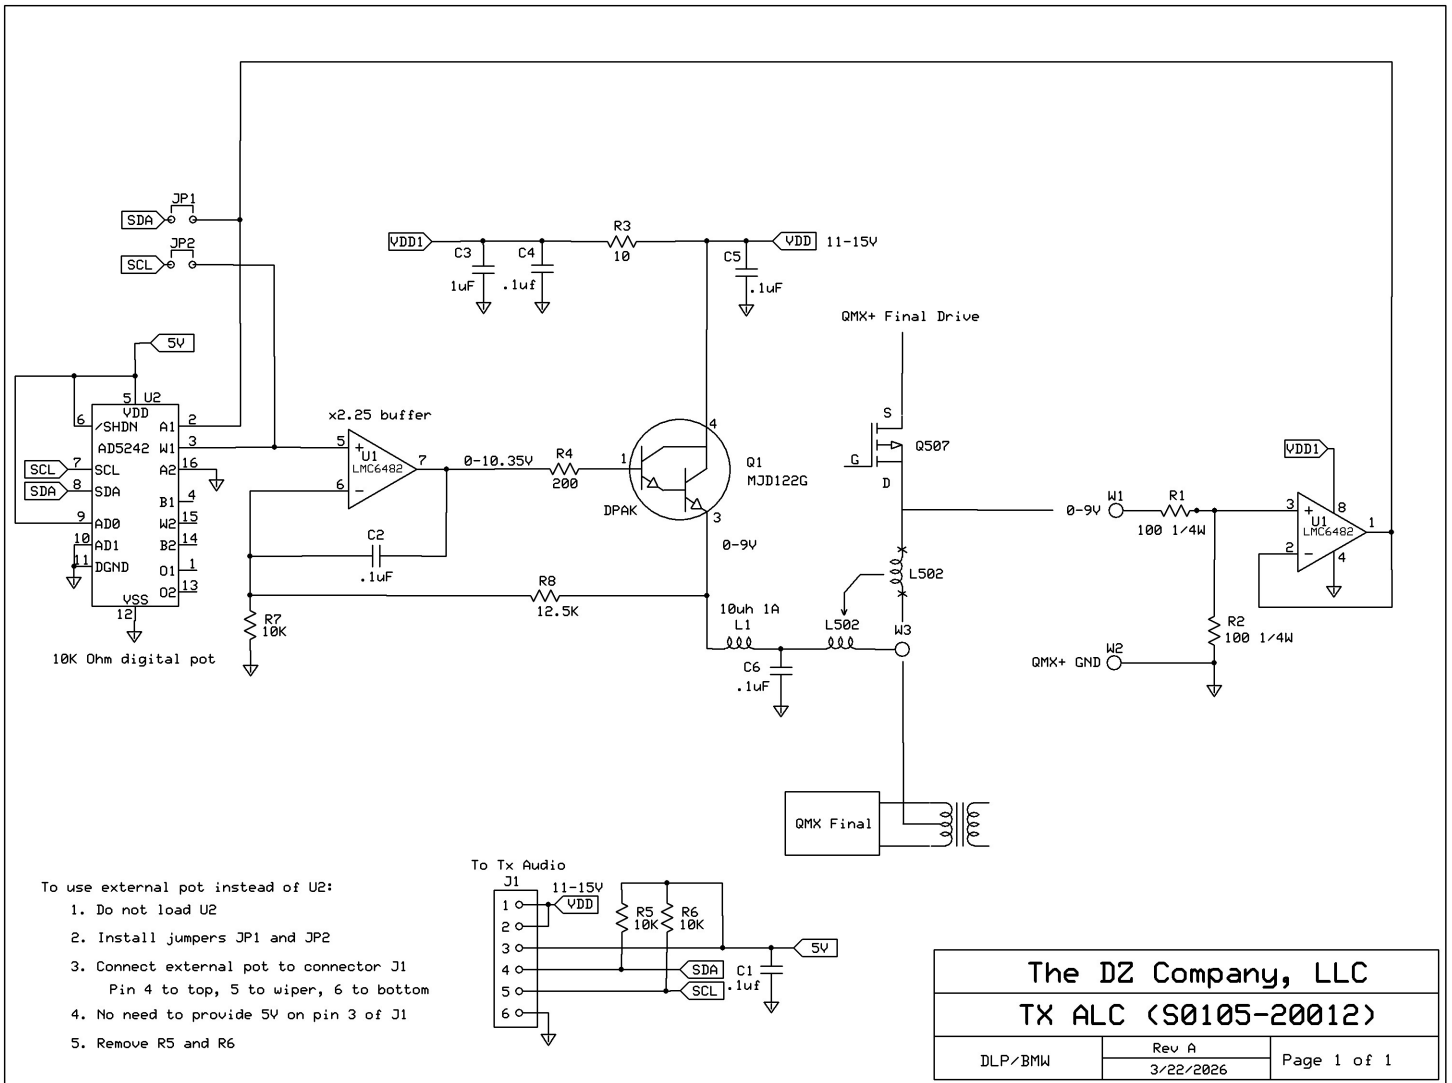 JP1
SDA
JP2
SCL
VDD1
C3
1uF
C4
.1uf
R3
10
VDD 11-15V
C5
.1uF
QMX+ Final Drive
5V
5 U2
VDD
6 /SHDN A1 2
AD5242 W1 3
SCL 7 SCL A2 16
SDA 8 SDA
B1 4
9 AD0 W2 15
10 AD1 B2 14
11 DGND
O1 1
O2 13
VSS
12
10K Ohm digital pot
x2.25 buffer
5 +
U1
LMC6482
7
6 -
0-10.35V
R4
200
C2
.1uF
R8
12.5K
R7
10K
4
1
Q1
MJD122G
DPAK
3
0-9V
10uh 1A
L1
C6
.1uF
L502
W3
S
Q507
G
D
L502
0-9V W1
R1
100 1/4W
VDD1
8
3 +
U1
LMC6482
1
2 -
4
R2
100 1/4W
QMX+ GND W2
QMX Final
To Tx Audio
J1
11-15V
1 VDD
2
3 5V
4 SDA
5 SCL
6
R5
10K
R6
10K
C1
.1uf
To use external pot instead of U2:
1. Do not load U2
2. Install jumpers JP1 and JP2
3. Connect external pot to connector J1
Pin 4 to top, 5 to wiper, 6 to bottom
4. No need to provide 5V on pin 3 of J1
5. Remove R5 and R6
The DZ Company, LLC
TX ALC (S0105-20012)
DLP/BMW
Rev A
3/22/2026
Page 1 of 1